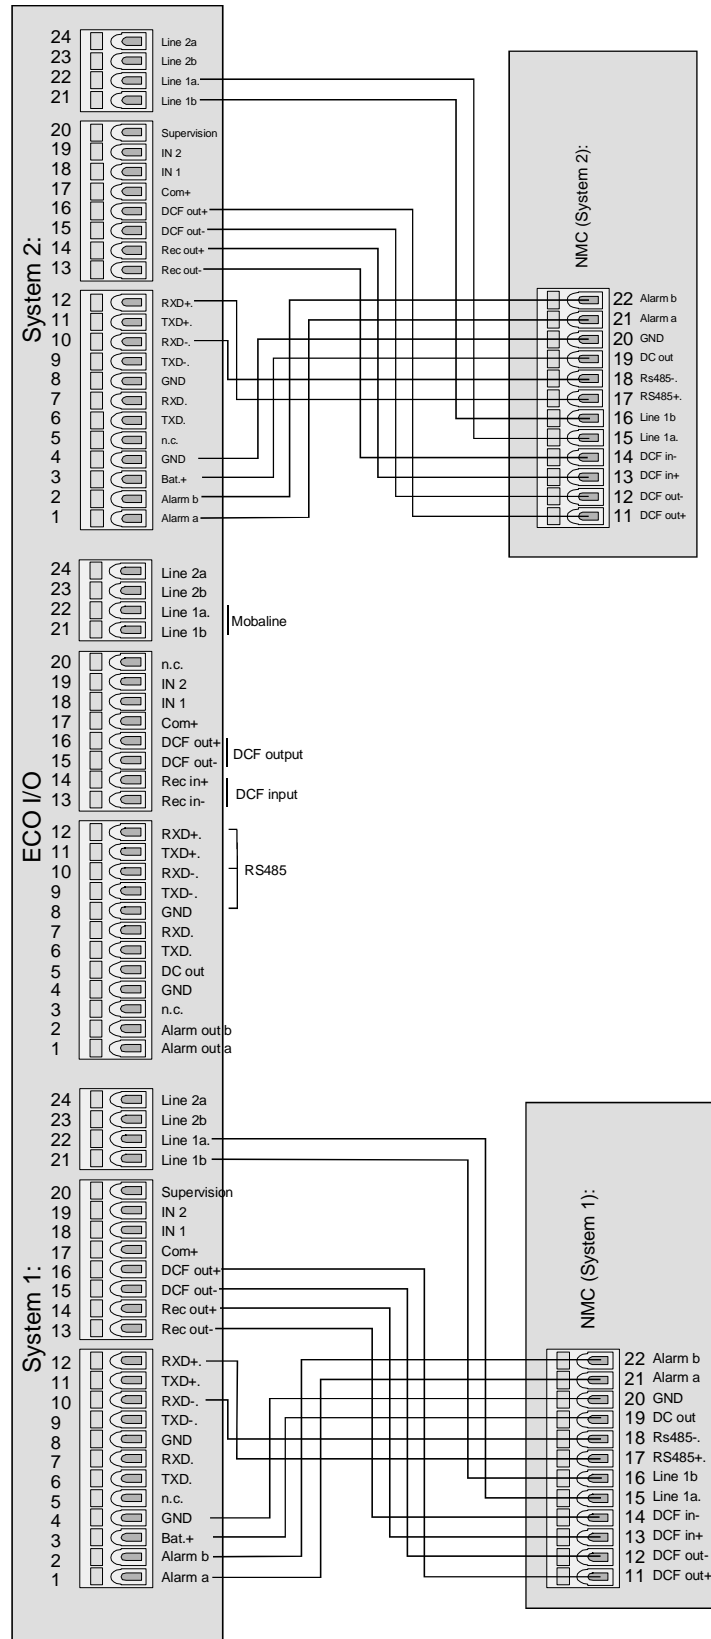 System 2:
24 Line 2a
23 Line 2b
22 Line 1a.
21 Line 1b
20 Supervision
19 IN 2
18 IN 1
17 Com+
16 DCF out+
15 DCF out-
14 Rec out+
13 Rec out-
12 RXD+.
11 TXD+.
10 RXD-.
9 TXD-.
8 GND
7 RXD.
6 TXD.
5 n.c.
4 GND
3 Bat.+
2 Alarm b
1 Alarm a
NMC (System 2):
22 Alarm b
21 Alarm a
20 GND
19 DC out
18 Rs485-.
17 RS485+.
16 Line 1b
15 Line 1a.
14 DCF in-
13 DCF in+
12 DCF out-
11 DCF out+
ECO I/O
24 Line 2a
23 Line 2b
22 Line 1a.
21 Line 1b
Mobaline
20 n.c.
19 IN 2
18 IN 1
17 Com+
16 DCF out+
15 DCF out-
DCF output
14 Rec in+
13 Rec in-
DCF input
12 RXD+.
11 TXD+.
10 RXD-.
9 TXD-.
8 GND
RS485
7 RXD.
6 TXD.
5 DC out
4 GND
3 n.c.
2 Alarm out b
1 Alarm out a
System 1:
24 Line 2a
23 Line 2b
22 Line 1a.
21 Line 1b
20 Supervision
19 IN 2
18 IN 1
17 Com+
16 DCF out+
15 DCF out-
14 Rec out+
13 Rec out-
12 RXD+.
11 TXD+.
10 RXD-.
9 TXD-.
8 GND
7 RXD.
6 TXD.
5 n.c.
4 GND
3 Bat.+
2 Alarm b
1 Alarm a
NMC (System 1):
22 Alarm b
21 Alarm a
20 GND
19 DC out
18 Rs485-.
17 RS485+.
16 Line 1b
15 Line 1a.
14 DCF in-
13 DCF in+
12 DCF out-
11 DCF out+